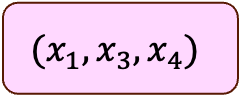 (x₁, x₃, x₄)